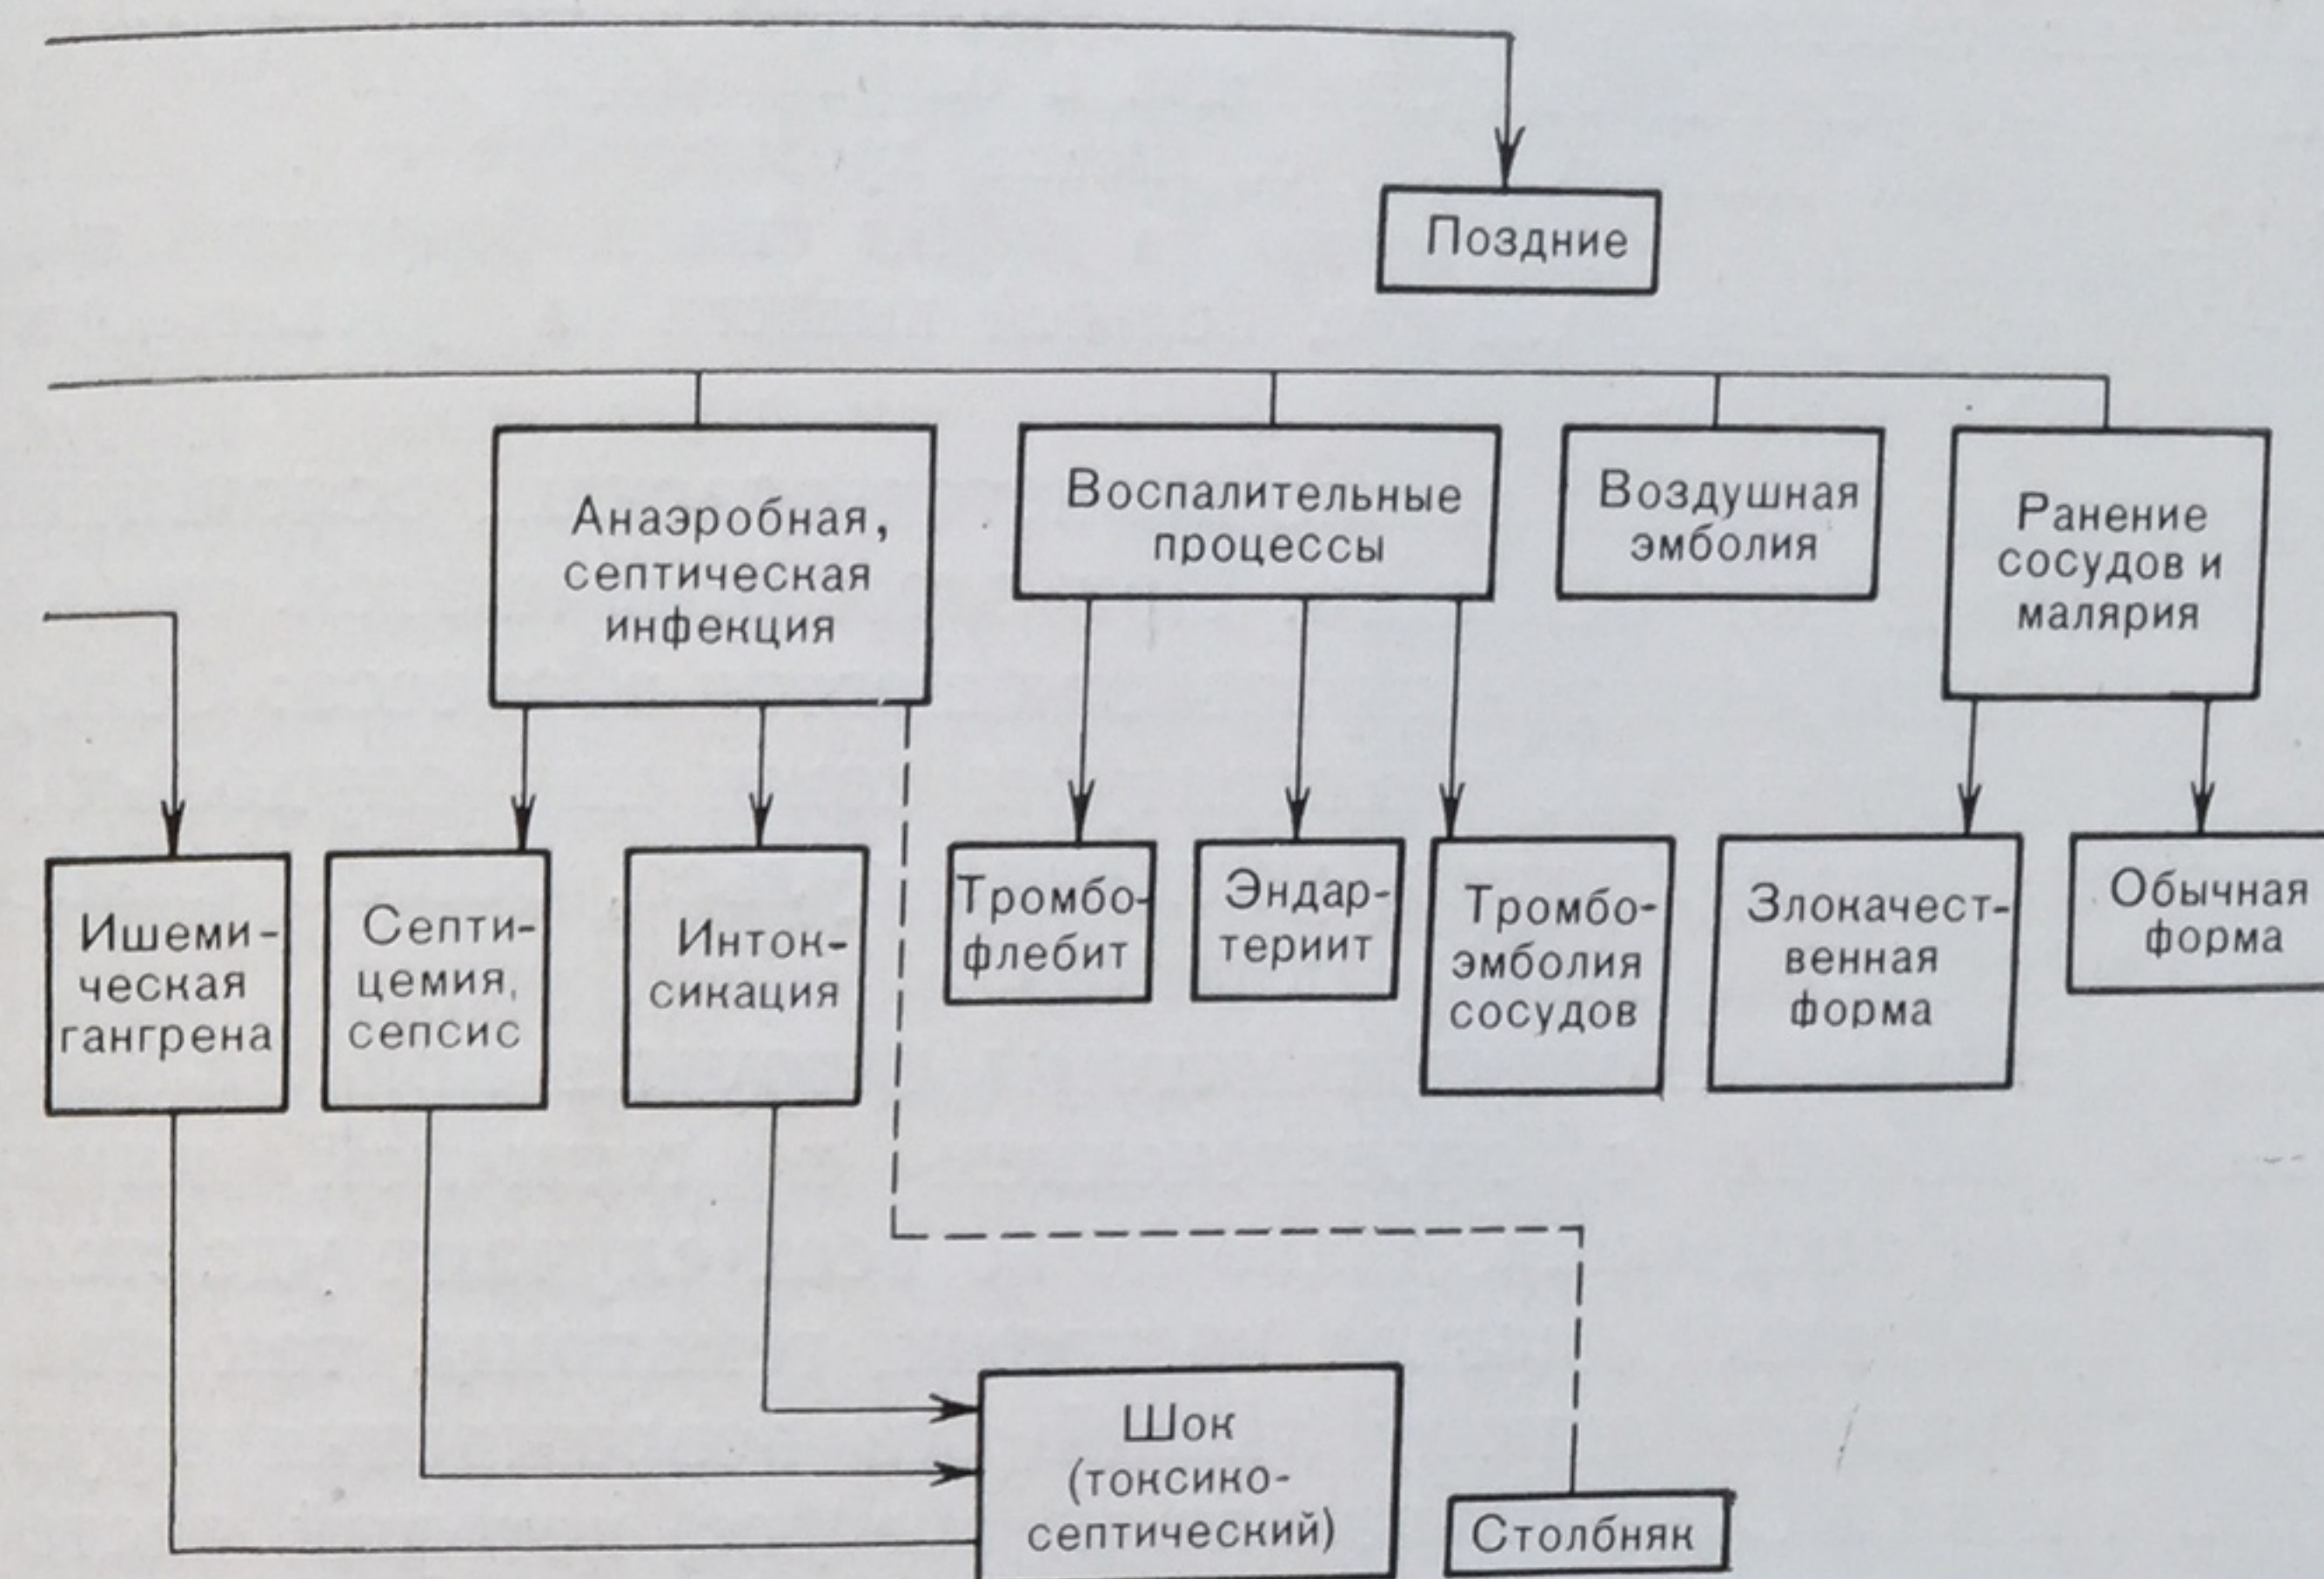 Поздние
Анаэробная,
септическая
инфекция
Воспалительные
процессы
Воздушная
эмболия
Ранение
сосудов и
малярия
Ишеми-
ческая
гангрена
Септи-
цемия,
сепсис
Инток-
сикация
Тромбо-
флебит
Эндар-
териит
Тромбо-
эмболия
сосудов
Злокачест-
венная
форма
Обычная
форма
Шок
(токсико-
септический)
Столбняк